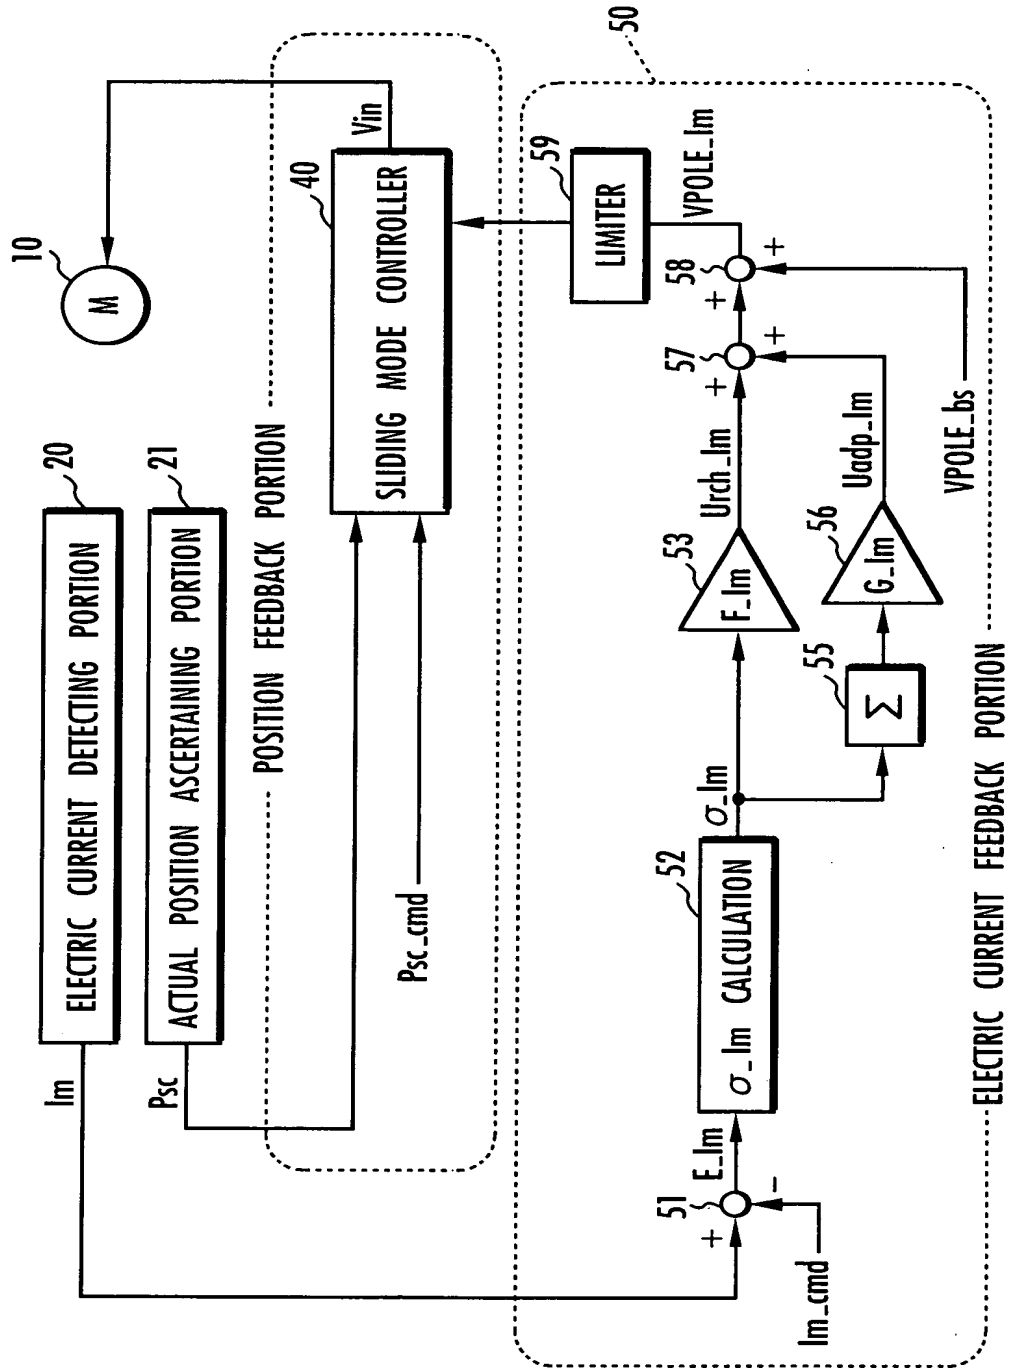 ELECTRIC CURRENT DETECTING PORTION
20
Im
ACTUAL POSITION ASCERTAINING PORTION
21
Psc
10
M
POSITION FEEDBACK PORTION
SLIDING MODE CONTROLLER
40
Vin
Psc_cmd
50
LIMITER
59
VPOLE_Im
51
+
-
E_Im
Im_cmd
σ_Im CALCULATION
52
σ_Im
F_Im
53
Urch_Im
57
+
+
58
+
+
Σ
55
G_Im
56
Uadp_Im
VPOLE_bs
ELECTRIC CURRENT FEEDBACK PORTION